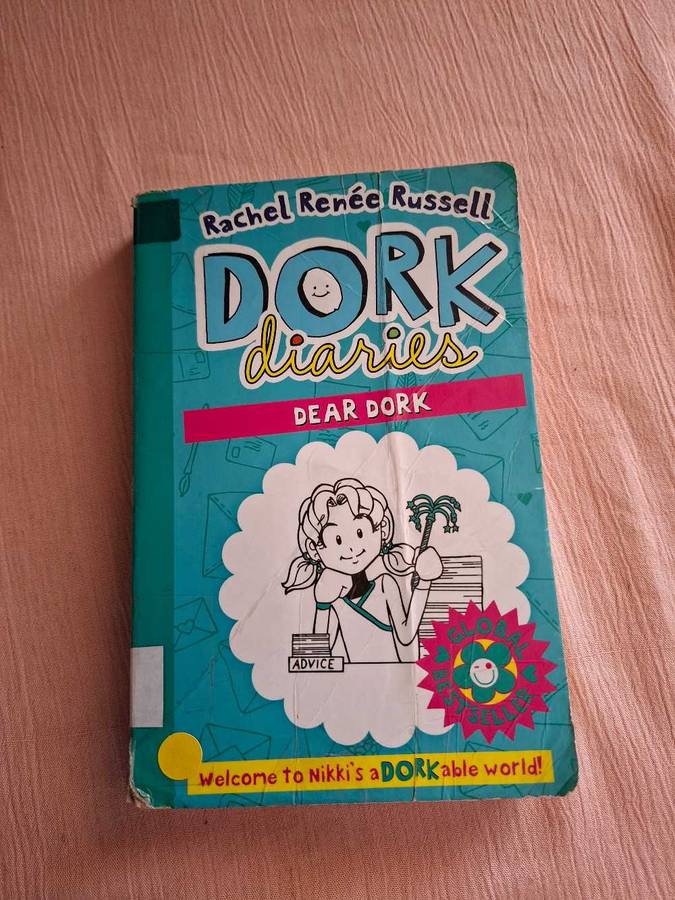 Rachel Renée Russell
DORK
diaries
DEAR DORK
ADVICE
GLOBAL
BESTSELLER
Welcome to Nikki's aDORKable world!